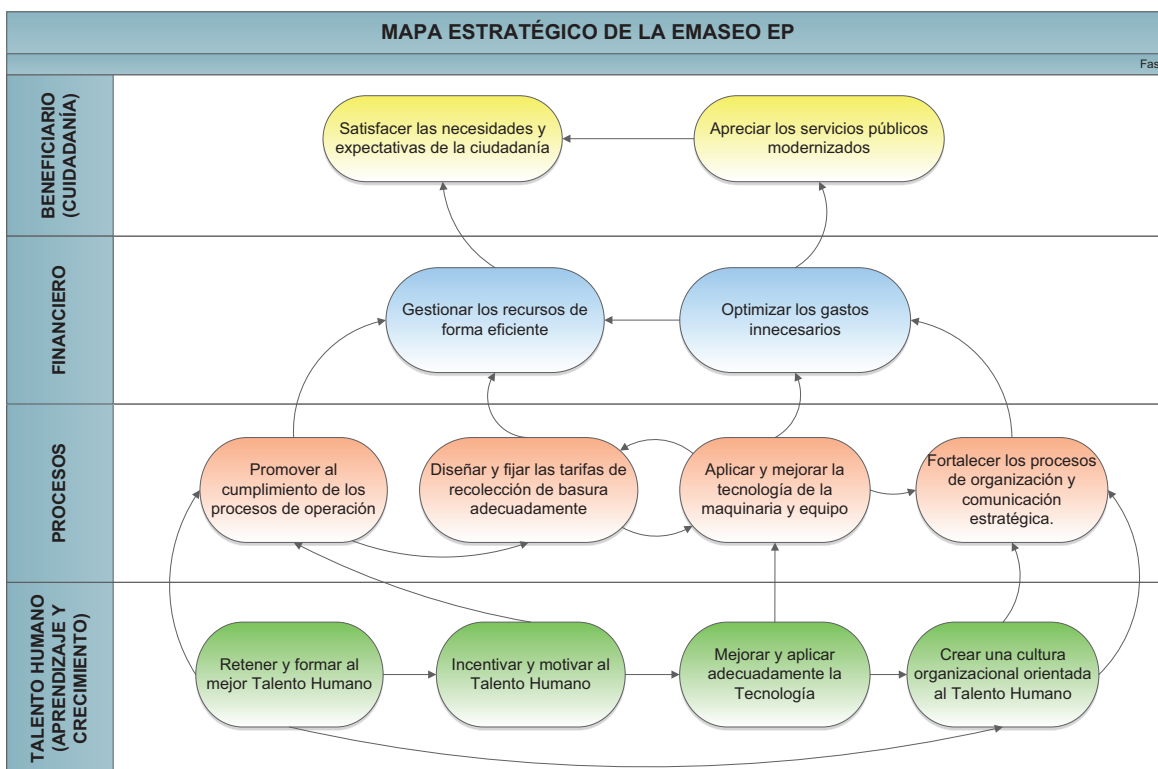 MAPA ESTRATÉGICO DE LA EMASEO EP
Fas
BENEFICIARIO
(CUIDADANÍA)
Satisfacer las necesidades y
expectativas de la ciudadanía
Apreciar los servicios públicos
modernizados
FINANCIERO
Gestionar los recursos de
forma eficiente
Optimizar los gastos
innecesarios
PROCESOS
Promover al
cumplimiento de los
procesos de operación
Diseñar y fijar las tarifas de
recolección de basura
adecuadamente
Aplicar y mejorar la
tecnología de la
maquinaria y equipo
Fortalecer los procesos
de organización y
comunicación
estratégica.
TALENTO HUMANO
(APRENDIZAJE Y
CRECIMIENTO)
Retener y formar al
mejor Talento Humano
Incentivar y motivar al
Talento Humano
Mejorar y aplicar
adecuadamente la
Tecnología
Crear una cultura
organizacional orientada
al Talento Humano